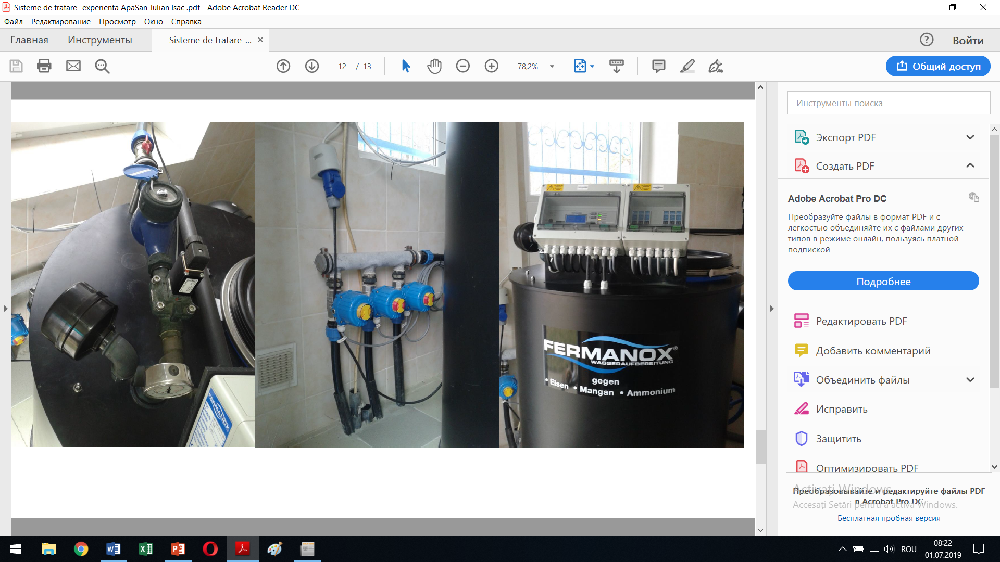 Sisteme de tratare_ experienta ApaSan_Iulian Isac .pdf - Adobe Acrobat Reader DC
Файл Редактирование Просмотр Окно Справка
Главная Инструменты Sisteme de tratare_... × Войти
12 / 13 78,2% Общий доступ
Инструменты поиска
Экспорт PDF
Создать PDF
Adobe Acrobat Pro DC
Преобразуйте файлы в формат PDF и с
легкостью объединяйте их с файлами других
типов в режиме онлайн, пользуясь платной
подпиской
Подробнее
Редактировать PDF
Добавить комментарий
Объединить файлы
Исправить
Защитить
Оптимизировать PDF
FERMANOX®
WASSERAUFBEREITUNG
gegen
• Eisen • Mangan • Ammonium
FERMANOX
Activați Windows
Accesați Setări pentru a activa Windows.
Преобразовывайте и редактируйте файлы PDF
в Acrobat Pro DC
Бесплатная пробная версия
ROU
08:22
01.07.2019